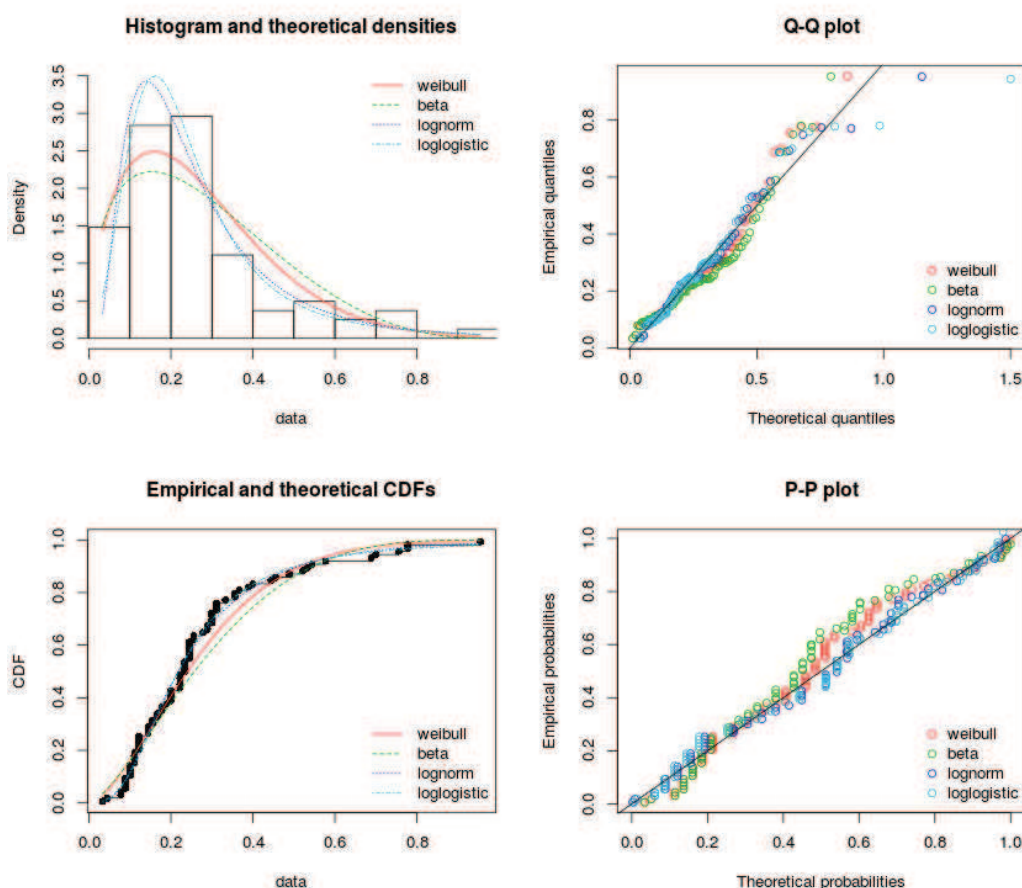 Histogram and theoretical densities
Density
3.5
3.0
2.5
2.0
1.5
1.0
0.5
0.0
weibull
beta
lognorm
loglogistic
0.0 0.2 0.4 0.6 0.8
data
Q-Q plot
Empirical quantiles
0.8
0.6
0.4
0.2
0.0
weibull
beta
lognorm
loglogistic
0.0 0.5 1.0 1.5
Theoretical quantiles
Empirical and theoretical CDFs
CDF
1.0
0.8
0.6
0.4
0.2
0.0
weibull
beta
lognorm
loglogistic
0.0 0.2 0.4 0.6 0.8
data
P-P plot
Empirical probabilities
1.0
0.8
0.6
0.4
0.2
0.0
weibull
beta
lognorm
loglogistic
0.0 0.2 0.4 0.6 0.8 1.0
Theoretical probabilities